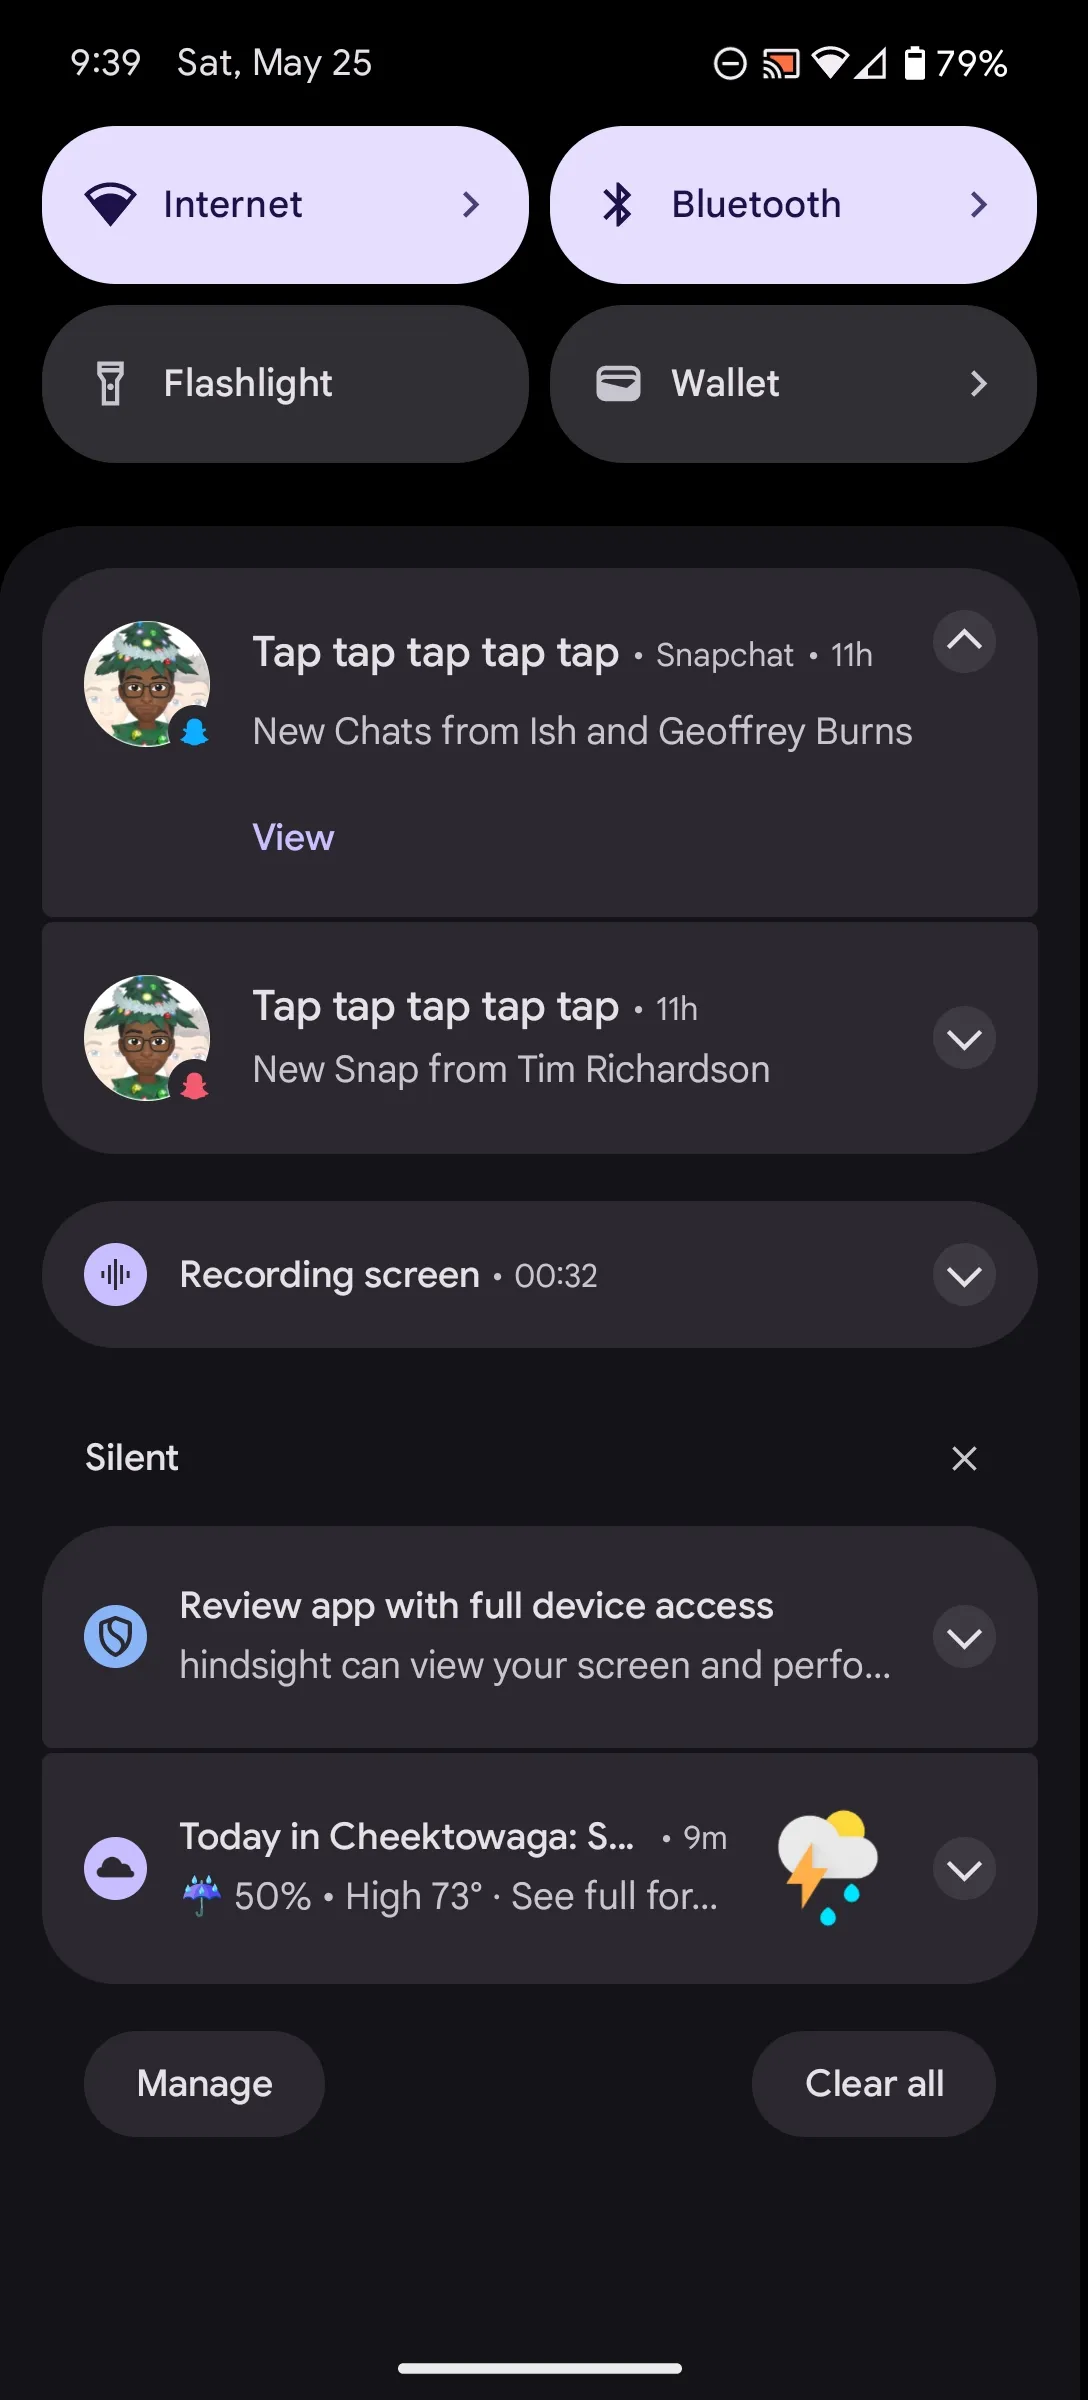 9:39 Sat, May 25 79%
Internet
Bluetooth
Flashlight
Wallet
Tap tap tap tap tap • Snapchat • 11h
New Chats from Ish and Geoffrey Burns
View
Tap tap tap tap tap • 11h
New Snap from Tim Richardson
Recording screen • 00:32
Silent
Review app with full device access
hindsight can view your screen and perfo...
Today in Cheektowaga: S... • 9m
☔ 50% • High 73° · See full for...
Manage
Clear all